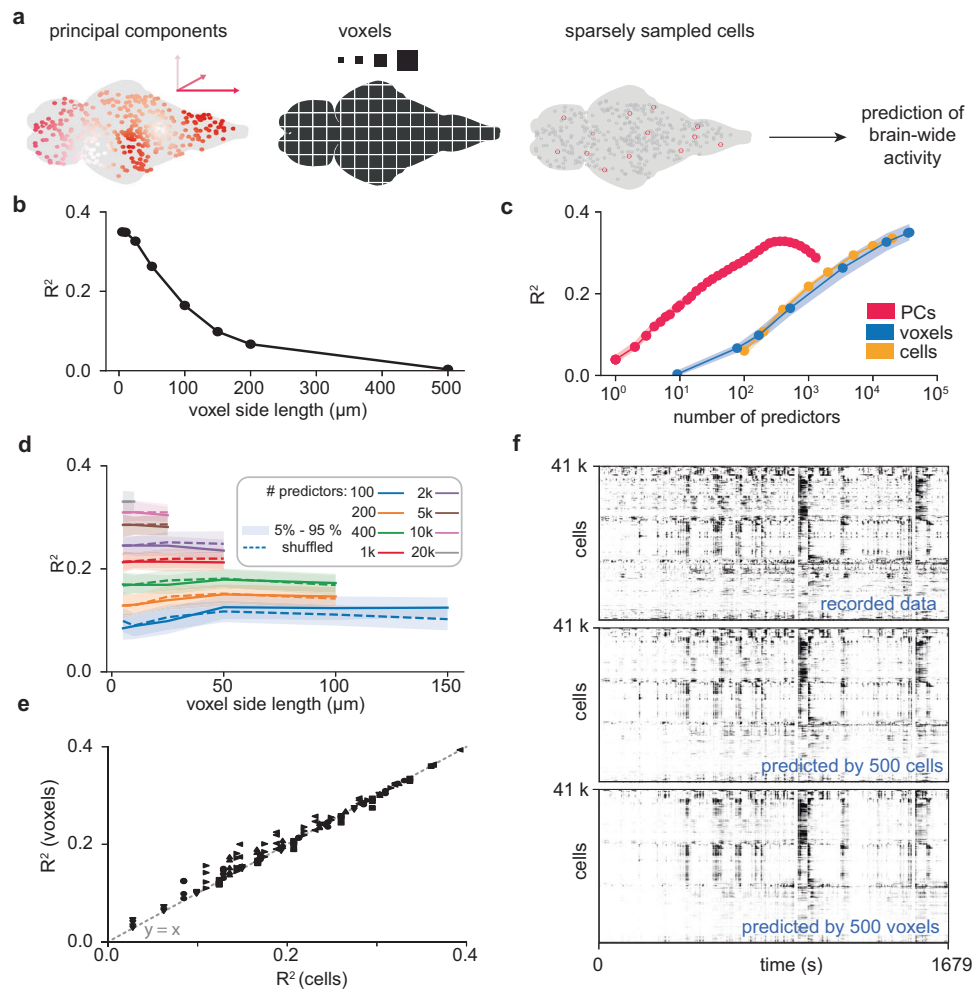 a
principal components
voxels
sparsely sampled cells
prediction of
brain-wide
activity
b
0.4
0.2
0.0
R²
0
100
200
300
400
500
voxel side length (µm)
c
0.4
0.2
0.0
R²
PCs
voxels
cells
10⁰
10¹
10²
10³
10⁴
10⁵
number of predictors
d
0.4
0.2
0.0
R²
# predictors: 100
200
400
1k
2k
5k
10k
20k
5% - 95 %
shuffled
0
50
100
150
voxel side length (µm)
e
0.4
0.2
0.0
R² (voxels)
y = x
0.0
0.2
0.4
R² (cells)
f
41 k
cells
recorded data
41 k
cells
predicted by 500 cells
41 k
cells
predicted by 500 voxels
0
time (s)
1679